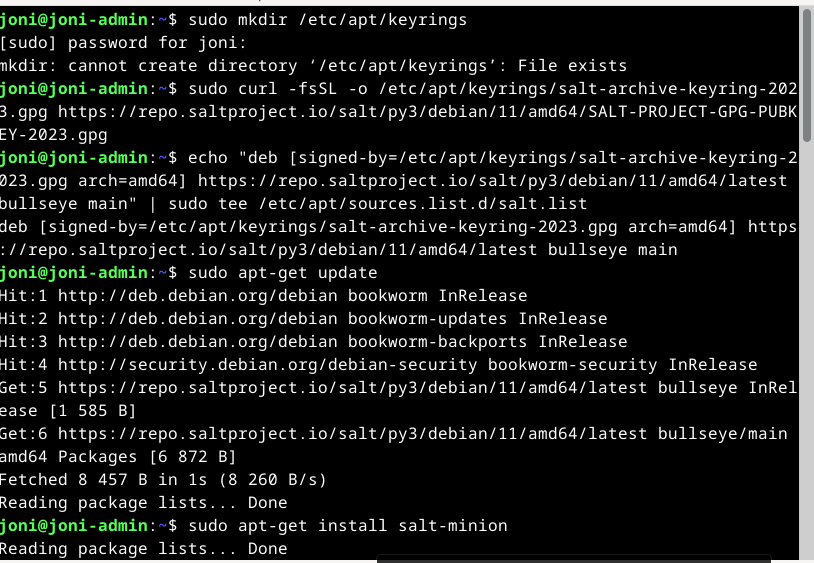 joni@joni-admin:~$ sudo mkdir /etc/apt/keyrings
[sudo] password for joni:
mkdir: cannot create directory ‘/etc/apt/keyrings’: File exists
joni@joni-admin:~$ sudo curl -fsSL -o /etc/apt/keyrings/salt-archive-keyring-202
3.gpg https://repo.saltproject.io/salt/py3/debian/11/amd64/SALT-PROJECT-GPG-PUBK
EY-2023.gpg
joni@joni-admin:~$ echo "deb [signed-by=/etc/apt/keyrings/salt-archive-keyring-2
023.gpg arch=amd64] https://repo.saltproject.io/salt/py3/debian/11/amd64/latest
bullseye main" | sudo tee /etc/apt/sources.list.d/salt.list
deb [signed-by=/etc/apt/keyrings/salt-archive-keyring-2023.gpg arch=amd64] https
://repo.saltproject.io/salt/py3/debian/11/amd64/latest bullseye main
joni@joni-admin:~$ sudo apt-get update
Hit:1 http://deb.debian.org/debian bookworm InRelease
Hit:2 http://deb.debian.org/debian bookworm-updates InRelease
Hit:3 http://deb.debian.org/debian bookworm-backports InRelease
Hit:4 http://security.debian.org/debian-security bookworm-security InRelease
Get:5 https://repo.saltproject.io/salt/py3/debian/11/amd64/latest bullseye InRel
ease [1 585 B]
Get:6 https://repo.saltproject.io/salt/py3/debian/11/amd64/latest bullseye/main
amd64 Packages [6 872 B]
Fetched 8 457 B in 1s (8 260 B/s)
Reading package lists... Done
joni@joni-admin:~$ sudo apt-get install salt-minion
Reading package lists... Done